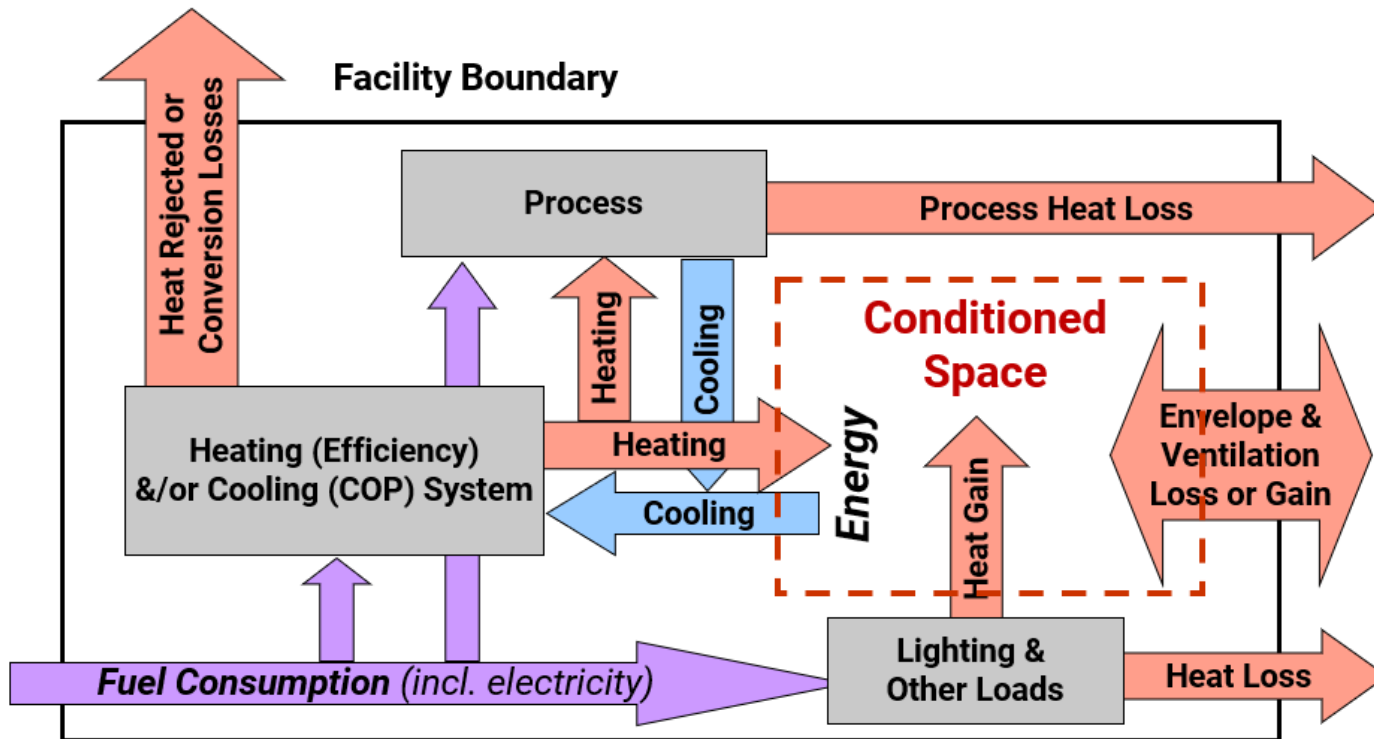 Facility Boundary
Heat Rejected or
Conversion Losses
Process
Process Heat Loss
Heating
Cooling
Conditioned
Space
Heating (Efficiency)
&/or Cooling (COP) System
Heating
Cooling
Energy
Heat Gain
Envelope &
Ventilation
Loss or Gain
Fuel Consumption (incl. electricity)
Lighting &
Other Loads
Heat Loss